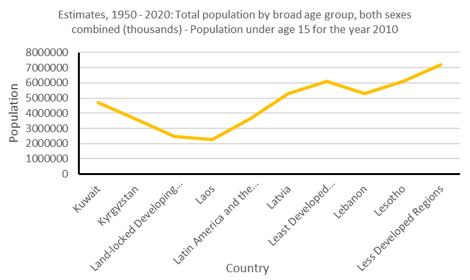 Estimates, 1950 - 2020: Total population by broad age group, both sexes
combined (thousands) - Population under age 15 for the year 2010
8000000
7000000
6000000
5000000
4000000
3000000
2000000
1000000
0
Population
Kuwait
Kyrgyzstan
Land-locked Developing...
Laos
Latin America and the...
Latvia
Least Developed...
Lebanon
Lesotho
Less Developed Regions
Country